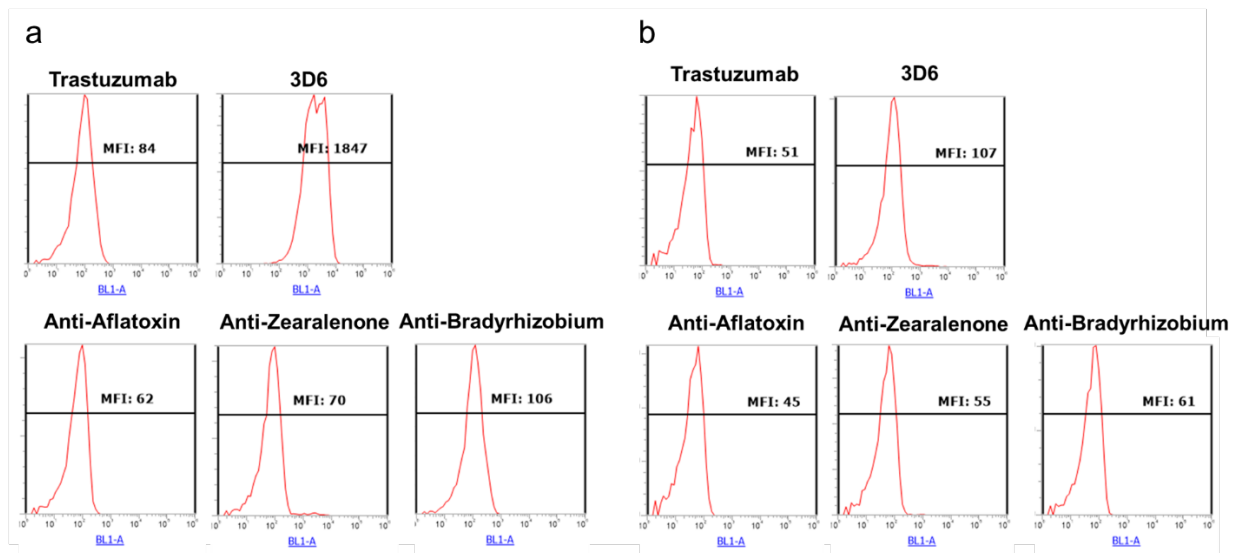 a
b
Trastuzumab
3D6
Trastuzumab
3D6
MFI: 84
MFI: 1847
MFI: 51
MFI: 107
BL1-A
BL1-A
BL1-A
BL1-A
Anti-Aflatoxin
Anti-Zearalenone
Anti-Bradyrhizobium
Anti-Aflatoxin
Anti-Zearalenone
Anti-Bradyrhizobium
MFI: 62
MFI: 70
MFI: 106
MFI: 45
MFI: 55
MFI: 61
BL1-A
BL1-A
BL1-A
BL1-A
BL1-A
BL1-A